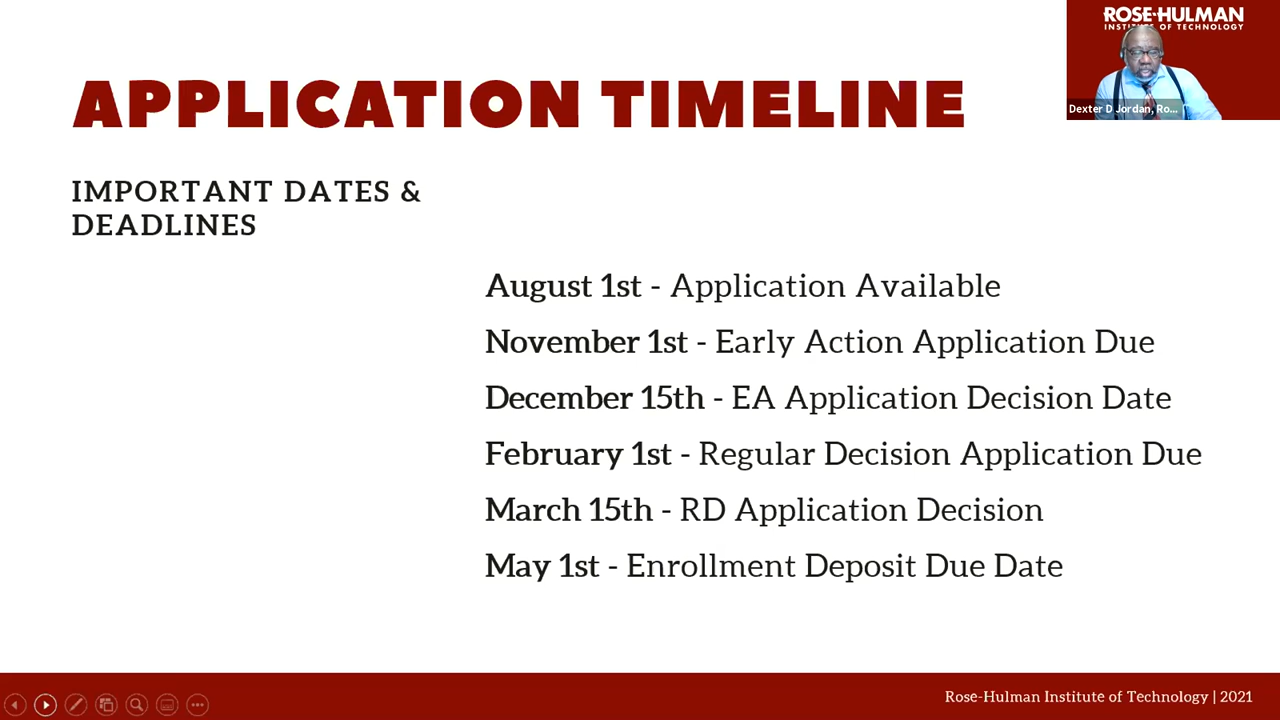 ROSE-HULMAN
INSTITUTE OF TECHNOLOGY
APPLICATION TIMELINE
Dexter D Jordan, Ro...
IMPORTANT DATES &
DEADLINES
August 1st - Application Available
November 1st - Early Action Application Due
December 15th - EA Application Decision Date
February 1st - Regular Decision Application Due
March 15th - RD Application Decision
May 1st - Enrollment Deposit Due Date
Rose-Hulman Institute of Technology | 2021